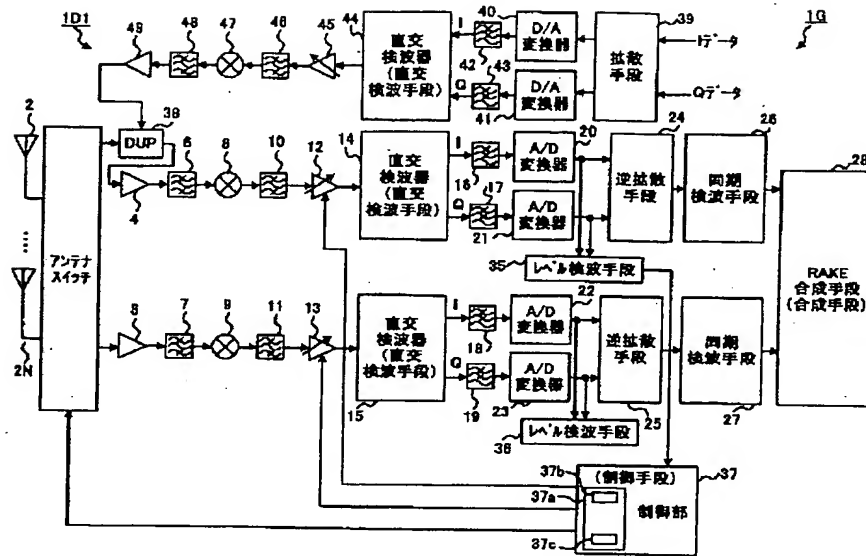 1D1
1G
49
48
47
46
45
44
直交
検波器
(直交
検波手段)
I
Q
42
43
40
D/A
変換器
D/A
変換器
41
39
拡散
手段
Iデータ
Qデータ
2
38
DUP
4
6
8
10
12
14
直交
検波器
(直交
検波手段)
I
Q
16
17
20
A/D
変換器
A/D
変換器
21
24
逆拡散
手段
26
同期
検波手段
28
RAKE
合成手段
(合成手段)
アンテナ
スイッチ
2N
35
レベル検波手段
7
9
11
13
直交
検波器
(直交
検波手段)
15
I
Q
18
19
22
A/D
変換器
A/D
変換器
23
逆拡散
手段
25
同期
検波手段
27
36
レベル検波手段
37
(制御手段)
制御部
37b
37a
37c